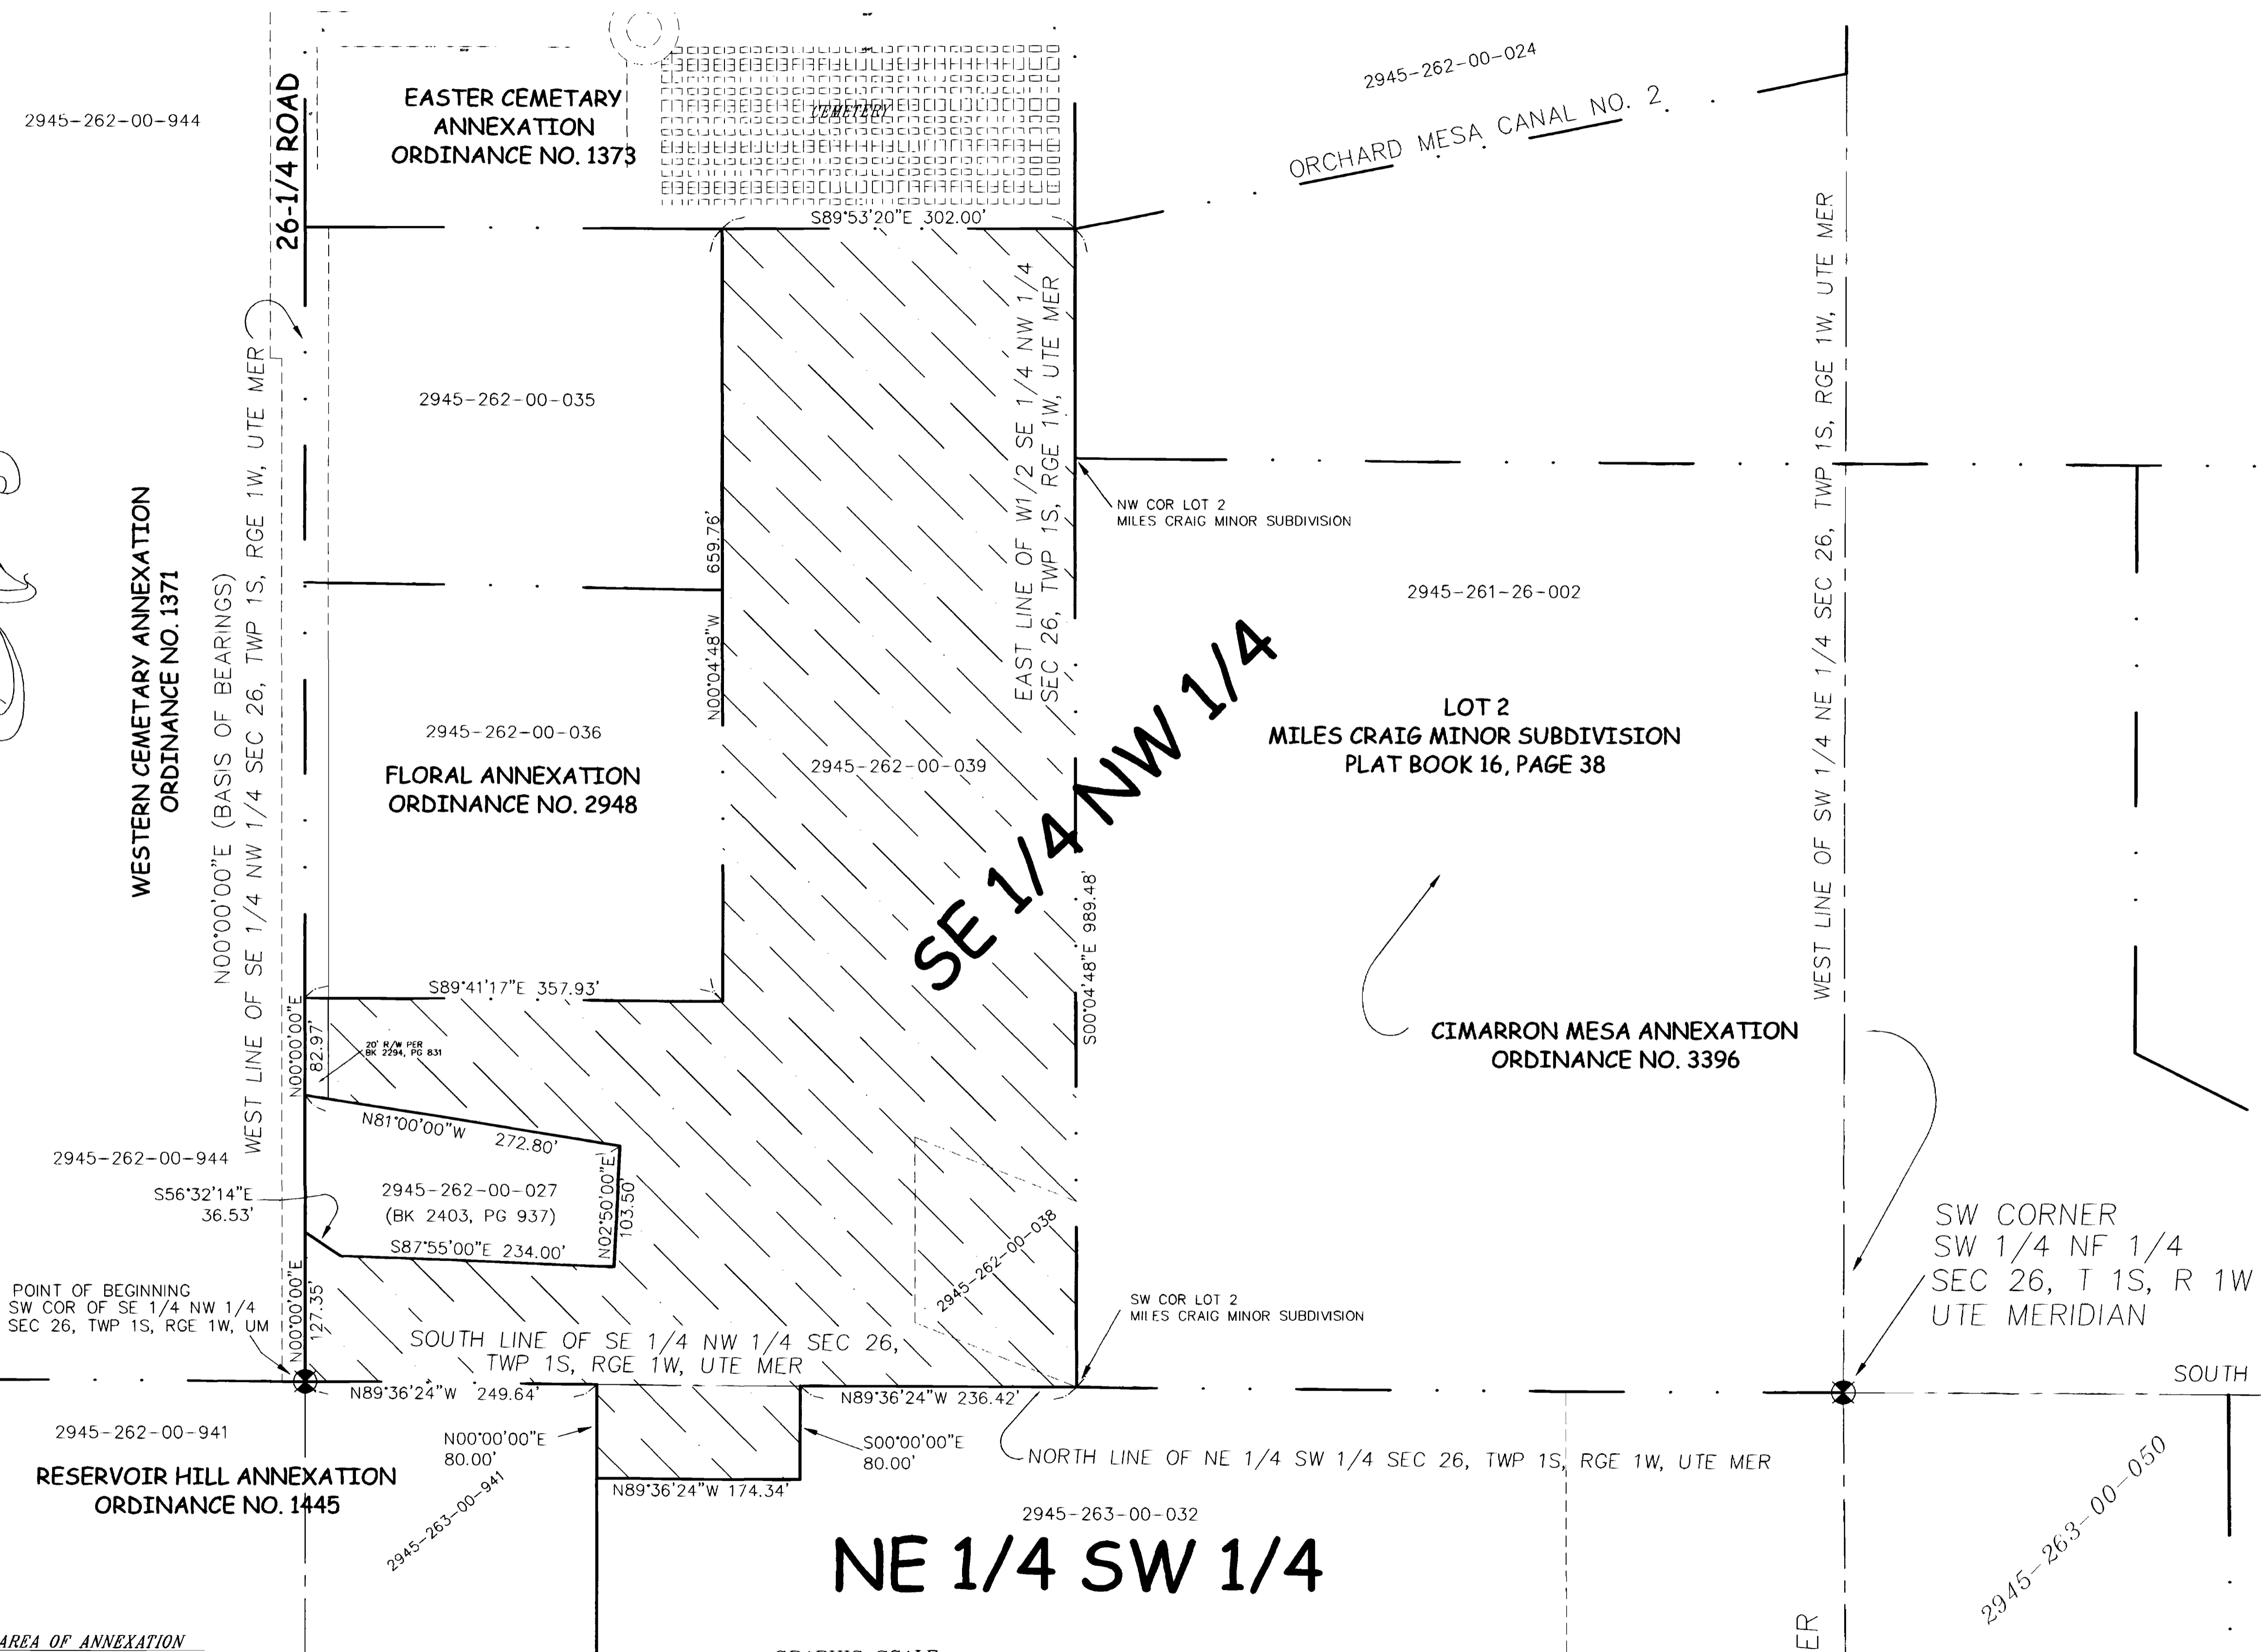 2945-262-00-944
26-1/4 ROAD
EASTER CEMETARY
ANNEXATION
ORDINANCE NO. 1373
CEMETERY
2945-262-00-024
ORCHARD MESA CANAL NO. 2
S89°53'20"E 302.00'
WESTERN CEMETARY ANNEXATION
ORDINANCE NO. 1371
N00°00'00"E (BASIS OF BEARINGS)
WEST LINE OF SE 1/4 NW 1/4 SEC 26, TWP 1S, RGE 1W, UTE MER
2945-262-00-035
N00°04'48"W 659.76'
EAST LINE OF W1/2 SE 1/4 NW 1/4
SEC 26, TWP 1S, RGE 1W, UTE MER
NW COR LOT 2
MILES CRAIG MINOR SUBDIVISION
WEST LINE OF SW 1/4 NE 1/4 SEC 26, TWP 1S, RGE 1W, UTE MER
2945-261-26-002
LOT 2
MILES CRAIG MINOR SUBDIVISION
PLAT BOOK 16, PAGE 38
2945-262-00-036
FLORAL ANNEXATION
ORDINANCE NO. 2948
2945-262-00-039
SE 1/4 NW 1/4
S00°04'48"E 989.48'
S89°41'17"E 357.93'
N00°00'00"E
82.97'
20' R/W PER
BK 2294, PG 831
CIMARRON MESA ANNEXATION
ORDINANCE NO. 3396
N81°00'00"W 272.80'
2945-262-00-944
S56°32'14"E
36.53'
2945-262-00-027
(BK 2403, PG 937)
N02°50'00"E
103.50'
S87°55'00"E 234.00'
2945-262-00-038
SW CORNER
SW 1/4 NF 1/4
SEC 26, T 1S, R 1W
UTE MERIDIAN
POINT OF BEGINNING
SW COR OF SE 1/4 NW 1/4
SEC 26, TWP 1S, RGE 1W, UM
N00°00'00"E
127.35'
SW COR LOT 2
MILES CRAIG MINOR SUBDIVISION
SOUTH LINE OF SE 1/4 NW 1/4 SEC 26,
TWP 1S, RGE 1W, UTE MER
SOUTH
N89°36'24"W 249.64'
N89°36'24"W 236.42'
2945-262-00-941
N00°00'00"E
80.00'
S00°00'00"E
80.00'
NORTH LINE OF NE 1/4 SW 1/4 SEC 26, TWP 1S, RGE 1W, UTE MER
RESERVOIR HILL ANNEXATION
ORDINANCE NO. 1445
N89°36'24"W 174.34'
2945-263-00-941
2945-263-00-032
NE 1/4 SW 1/4
2945-263-00-050
AREA OF ANNEXATION
ER